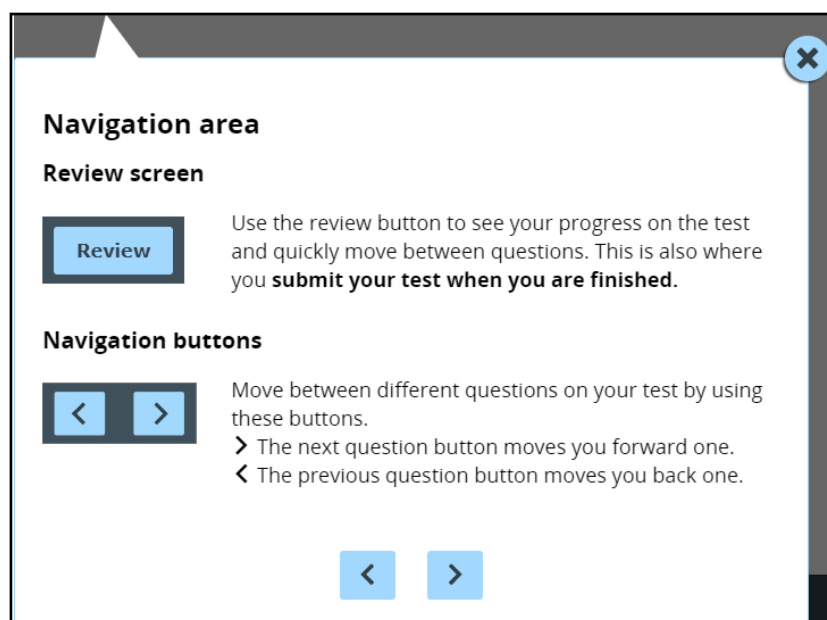 Navigation area
Review screen
Review
Use the review button to see your progress on the test
and quickly move between questions. This is also where
you submit your test when you are finished.
Navigation buttons
Move between different questions on your test by using
these buttons.
> The next question button moves you forward one.
< The previous question button moves you back one.